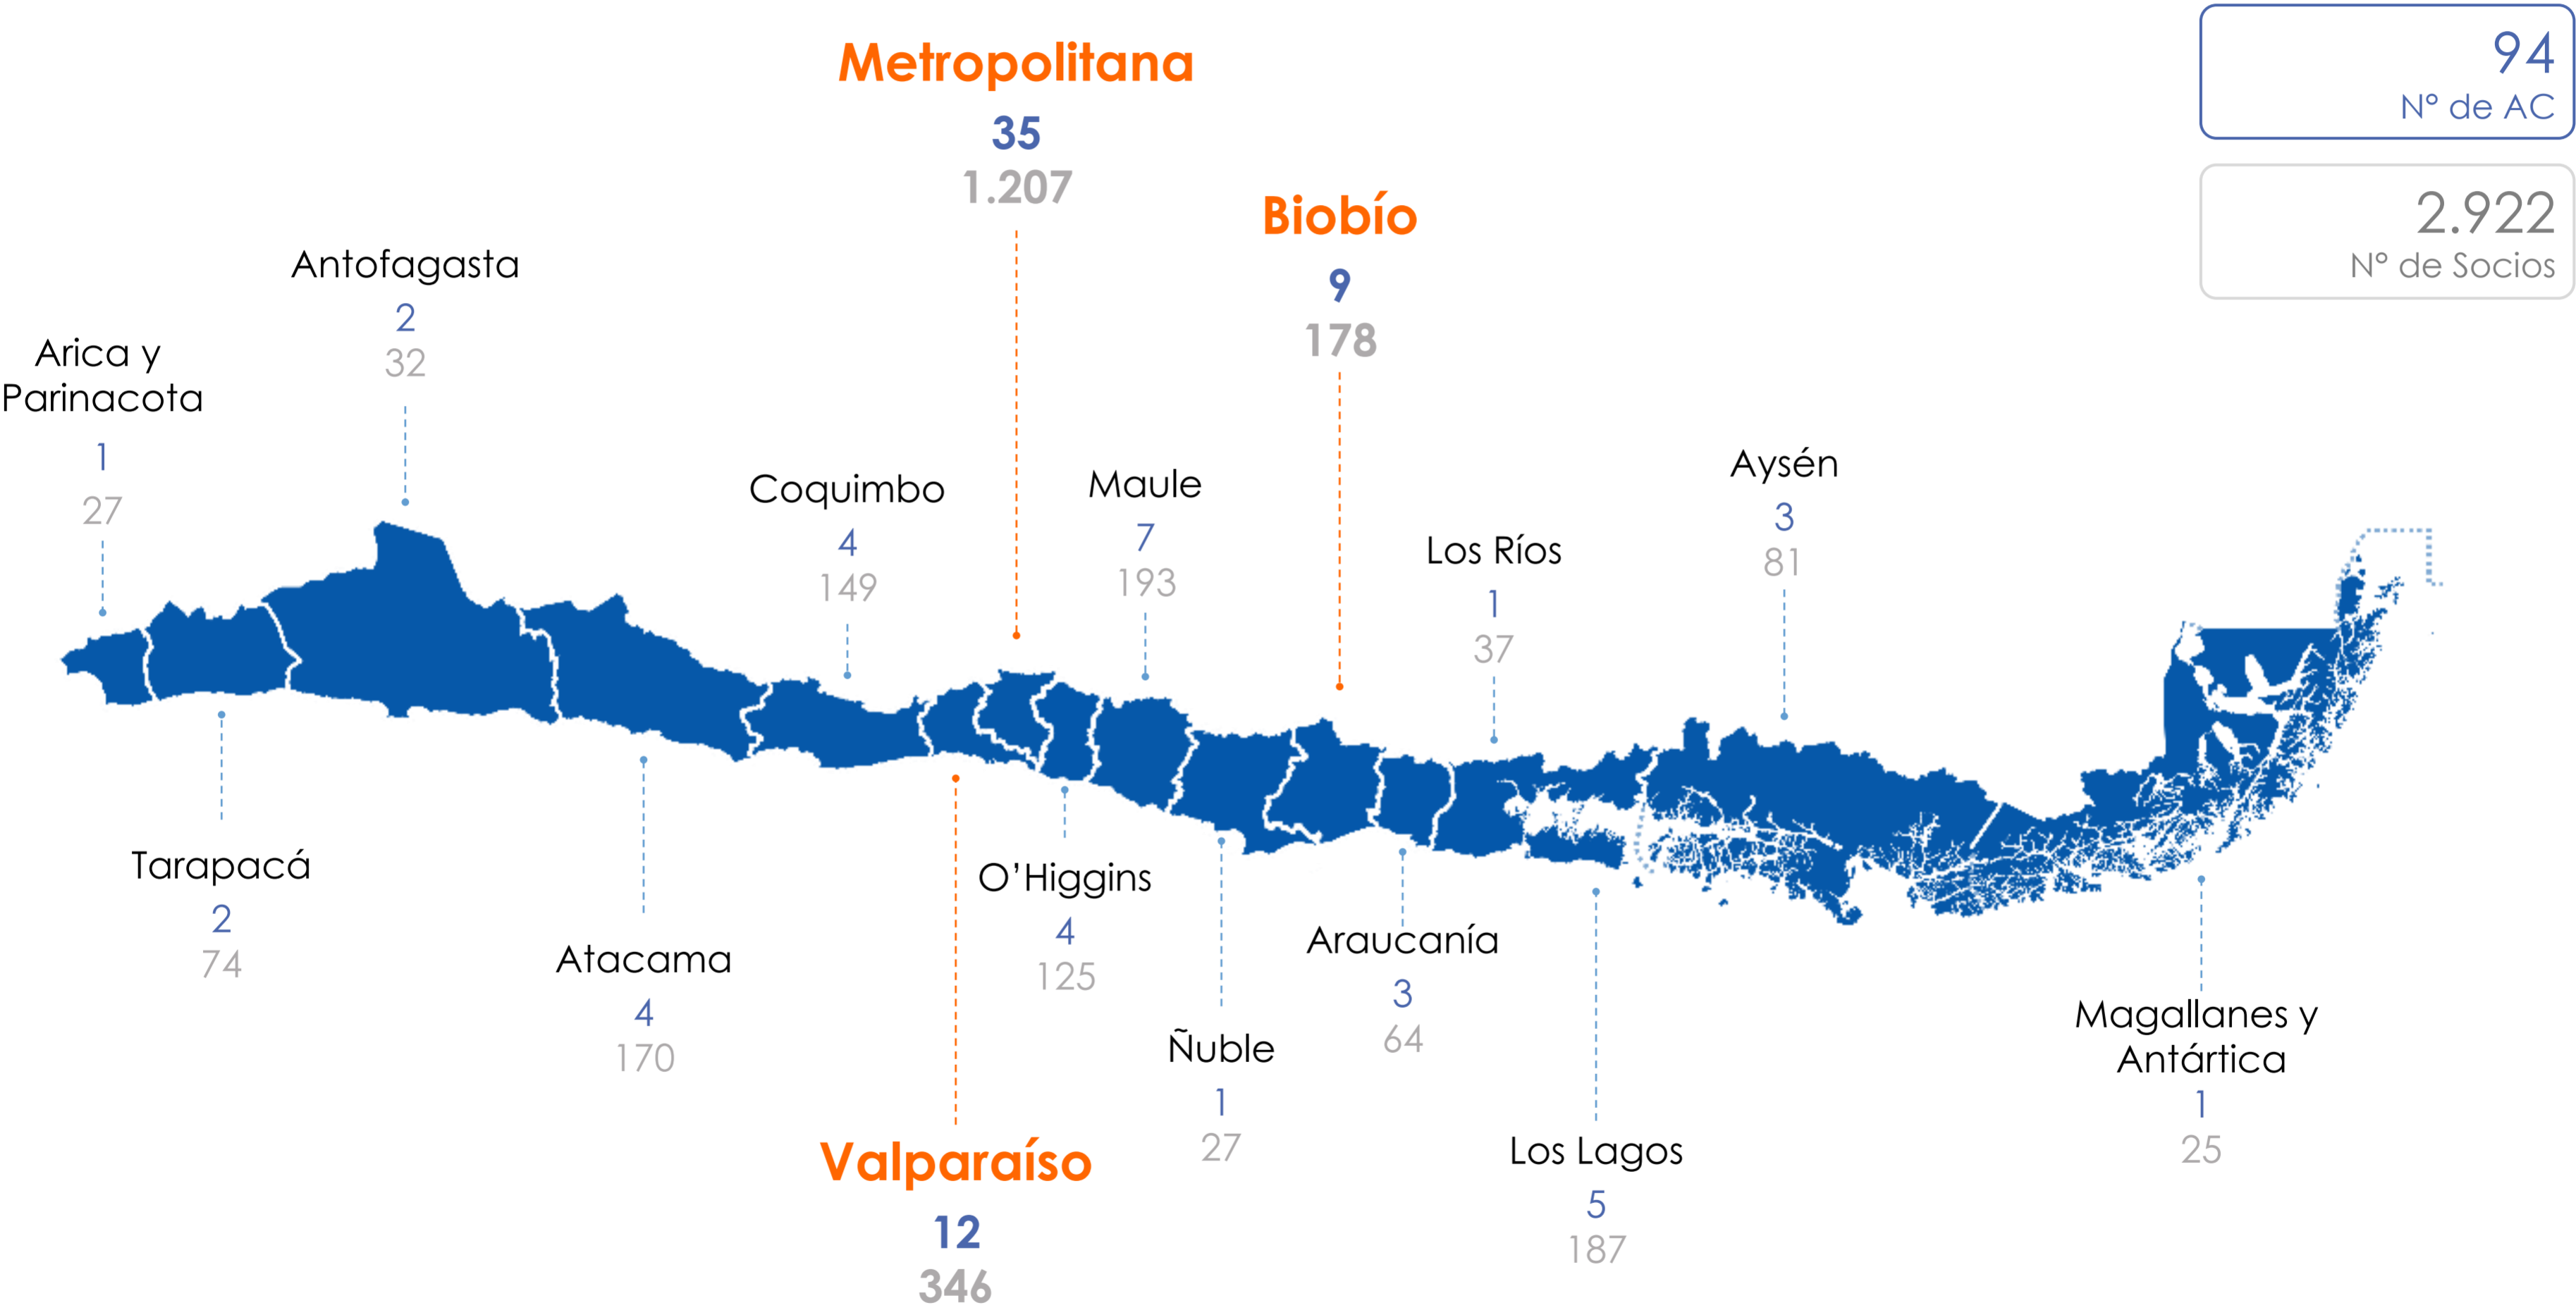 94
N° de AC
2.922
N° de Socios
Metropolitana
35
1.207
Biobío
9
178
Antofagasta
2
32
Arica y
Parinacota
1
27
Coquimbo
4
149
Maule
7
193
Los Ríos
1
37
Aysén
3
81
Tarapacá
2
74
Atacama
4
170
Valparaíso
12
346
O’Higgins
4
125
Ñuble
1
27
Araucanía
3
64
Los Lagos
5
187
Magallanes y
Antártica
1
25